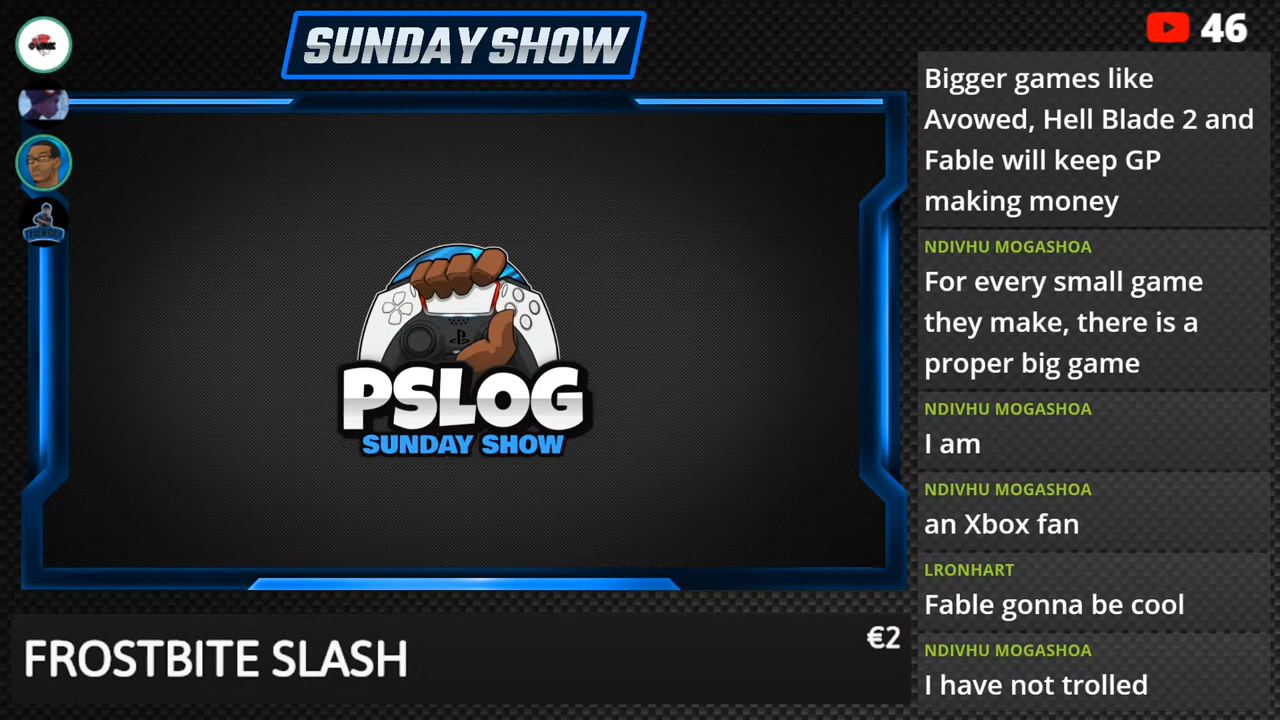 SUNDAY SHOW
46
PSLOG
SUNDAY SHOW
FROSTBITE SLASH
€2
Bigger games like
Avowed, Hell Blade 2 and
Fable will keep GP
making money
NDIVHU MOGASHOA
For every small game
they make, there is a
proper big game
NDIVHU MOGASHOA
I am
NDIVHU MOGASHOA
an Xbox fan
LRONHART
Fable gonna be cool
NDIVHU MOGASHOA
I have not trolled